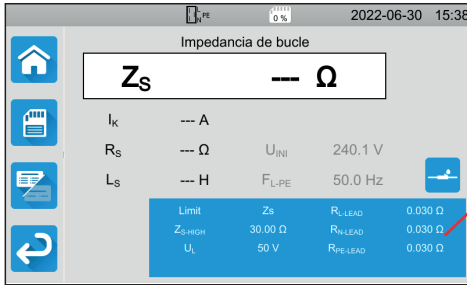 L
N PE 0 % 2022-06-30 15:38
Impedancia de bucle
ZS --- Ω
IK --- A
RS --- Ω UINI 240.1 V
LS --- H FL-PE 50.0 Hz
Limit Zs RL-LEAD 0.030 Ω
ZS-HIGH 30.00 Ω RN-LEAD 0.030 Ω
UL 50 V RPE-LEAD 0.030 Ω